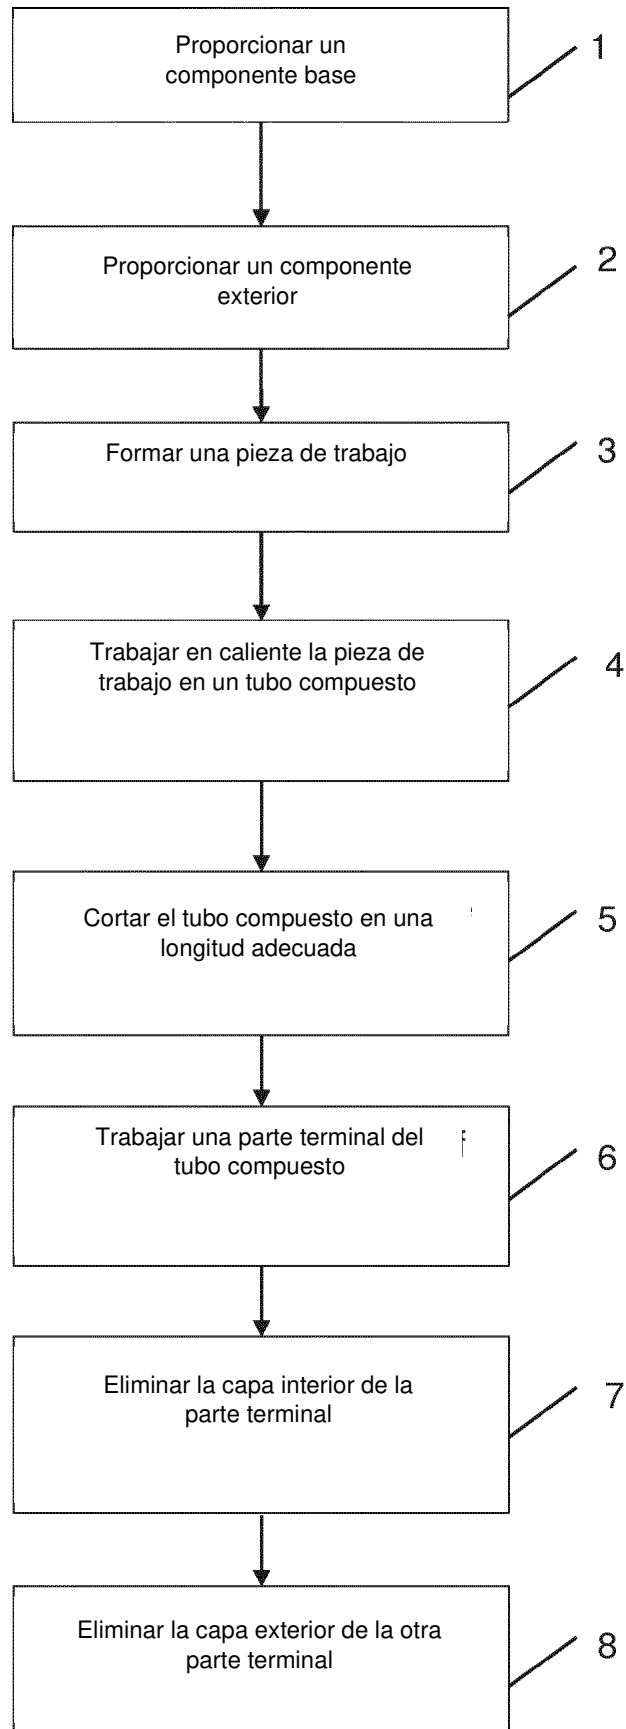 Proporcionar un
componente base
1
Proporcionar un componente
exterior
2
Formar una pieza de trabajo
3
Trabajar en caliente la pieza de
trabajo en un tubo compuesto
4
Cortar el tubo compuesto en una
longitud adecuada
5
Trabajar una parte terminal del
tubo compuesto
6
Eliminar la capa interior de la
parte terminal
7
Eliminar la capa exterior de la otra
parte terminal
8